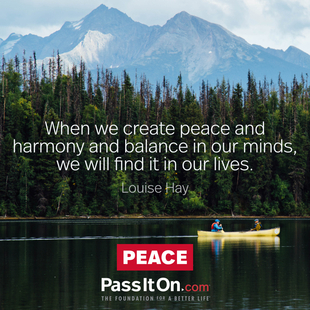 When we create peace and
harmony and balance in our minds,
we will find it in our lives.
Louise Hay
PEACE
PassItOn.com®
THE FOUNDATION FOR A BETTER LIFE®